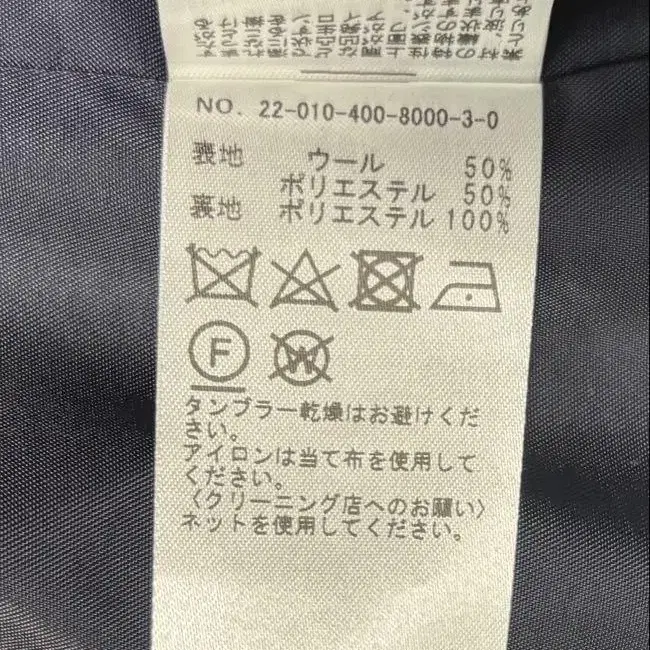 NO. 22-010-400-8000-3-0
表地 ウール 50%
ポリエステル 50%
裏地 ポリエステル 100%
F
W
タンブラー乾燥はお避けくだ
さい。
アイロンは当て布を使用して
ください。
〈クリーニング店へのお願い〉
ネットを使用してください。